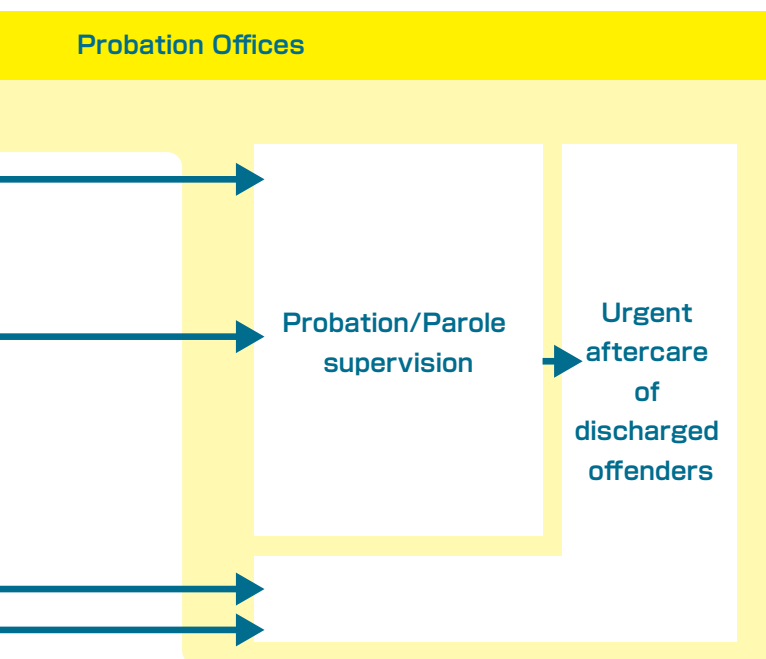 Probation Offices
Probation/Parole
supervision
Urgent
aftercare
of
discharged
offenders